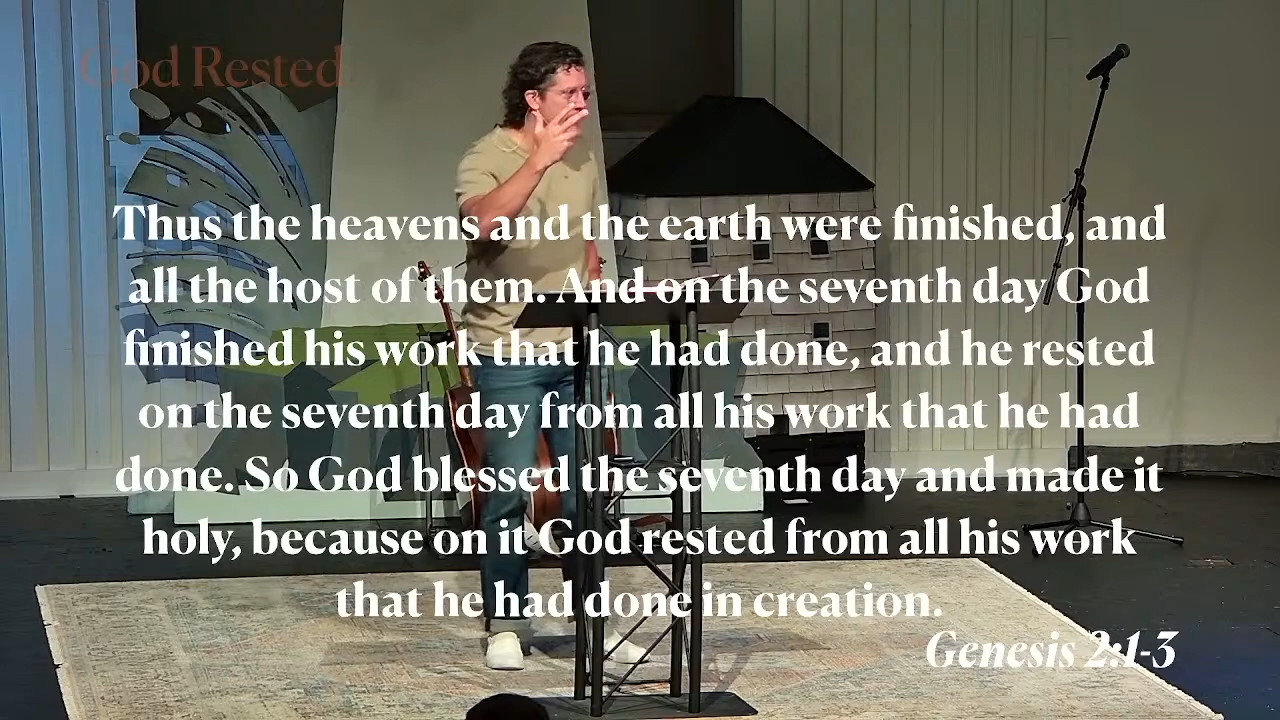 God Rested
Thus the heavens and the earth were finished, and
all the host of them. And on the seventh day God
finished his work that he had done, and he rested
on the seventh day from all his work that he had
done. So God blessed the seventh day and made it
holy, because on it God rested from all his work
that he had done in creation.
Genesis 2:1-3